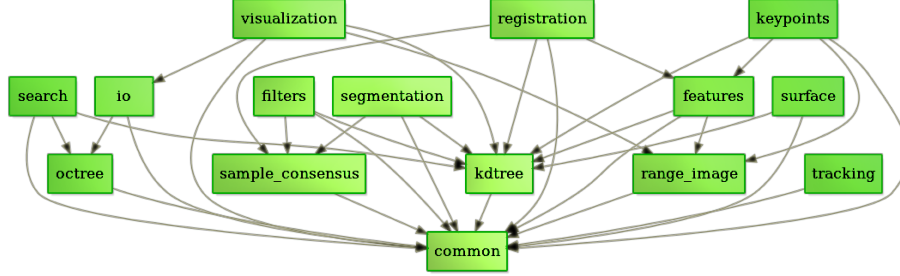 visualization
registration
keypoints
search
io
filters
segmentation
features
surface
octree
sample_consensus
kdtree
range_image
tracking
common